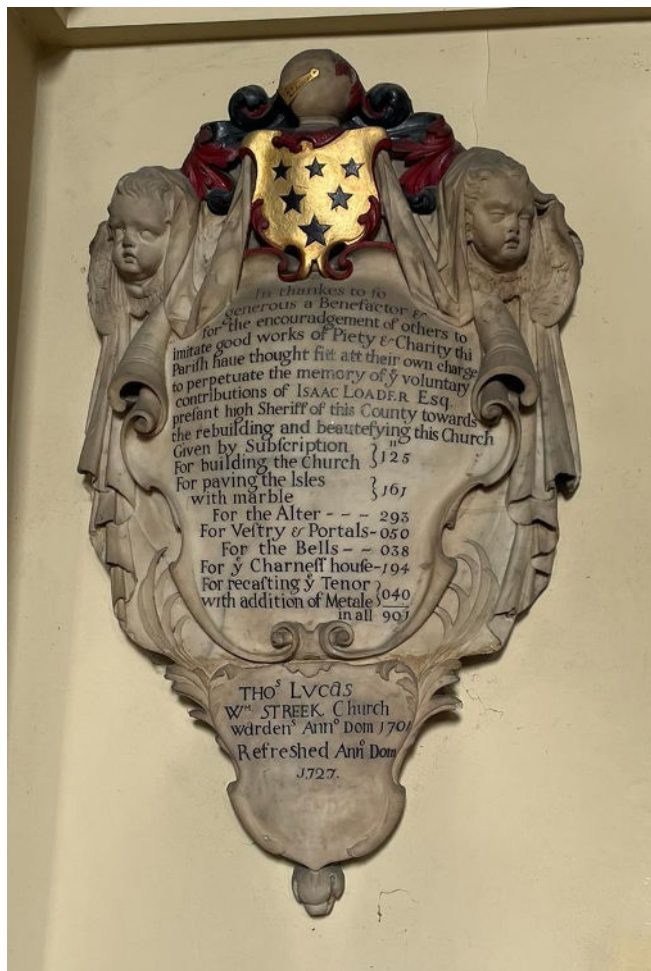 In thankes to ſo
generous a Benefactor &
for the encouradgement of others to
imitate good works of Piety & Charity thi
Pariſh haue thought fitt att their own charge
to perpetuate the memory of ẙ voluntary
contributions of ISAAC LOADER Esq.
preſant high Sheriff of this County towards
the rebuilding and beautefying this Church
Given by Subſcription
For building the Church } 125
For paving the Iſles
with marble } 161
For the Alter - - - 293
For Veſtry & Portals - 050
For the Bells - - 038
For ẙ Charneſſ houſe - 194
For recaſting ẙ Tenor
with addition of Metale } 040
in all 901
THOˢ LVCas
Wᴹ STREEK Church
wardenˢ Annᵒ Dom 1701
Refreshed Annᵒ Dom
1727.